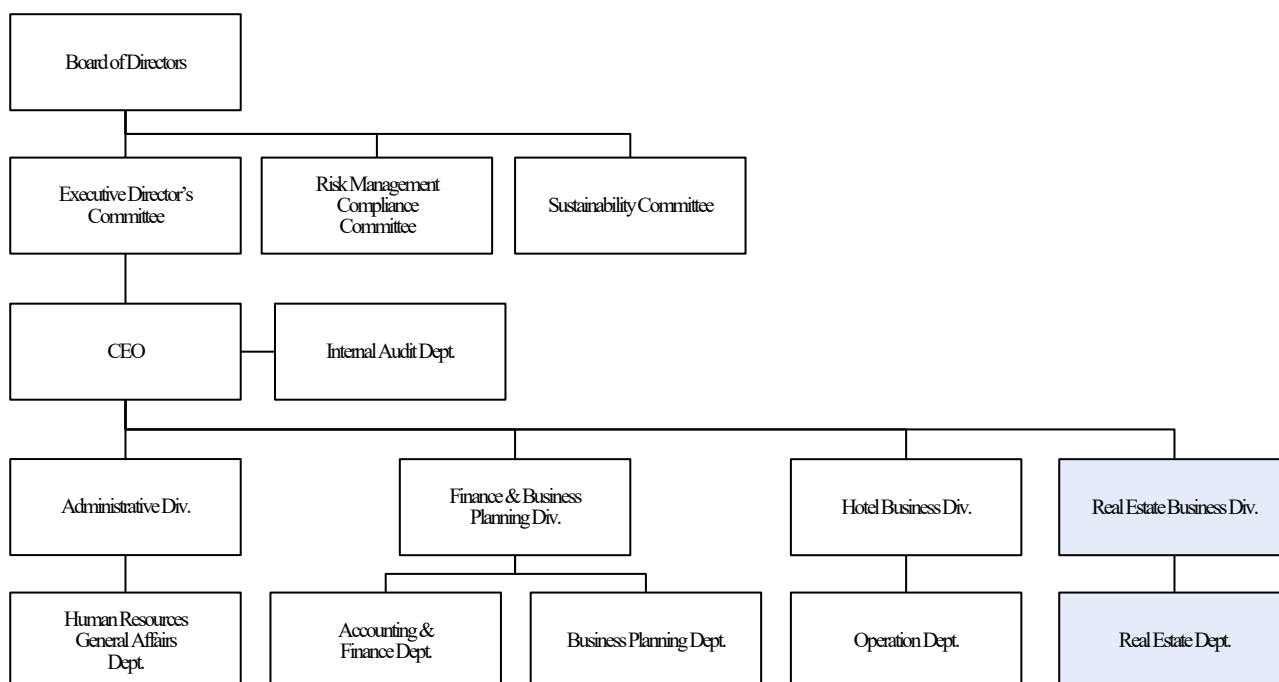 Board of Directors
Executive Director’s
Committee
Risk Management
Compliance
Committee
Sustainability Committee
CEO
Internal Audit Dept.
Administrative Div.
Finance & Business
Planning Div.
Hotel Business Div.
Real Estate Business Div.
Human Resources
General Affairs
Dept.
Accounting &
Finance Dept.
Business Planning Dept.
Operation Dept.
Real Estate Dept.